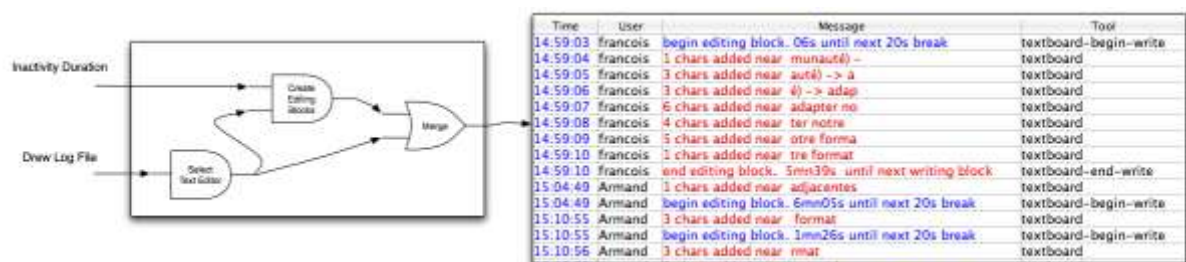 Inactivity Duration
Drew Log File
Create
Editing
Blocks
Select
Text Editor
Merge
Time User Message Tool
14:59:03 francois begin editing block. 06s until next 20s break textboard-begin-write
14:59:04 francois 1 chars added near munauté) - textboard
14:59:05 francois 3 chars added near auté) -> a textboard
14:59:06 francois 3 chars added near é) -> adap textboard
14:59:07 francois 6 chars added near adapter no textboard
14:59:08 francois 4 chars added near ter notre textboard
14:59:09 francois 5 chars added near otre forma textboard
14:59:10 francois 1 chars added near tre format textboard
14:59:10 francois end editing block. 5mn39s until next writing block textboard-end-write
15:04:49 Armand 1 chars added near adjacentes textboard
15:04:49 Armand begin editing block. 6mn05s until next 20s break textboard-begin-write
15:10:55 Armand 3 chars added near format textboard
15:10:55 Armand begin editing block. 1mn26s until next 20s break textboard-begin-write
15:10:56 Armand 3 chars added near rmat textboard